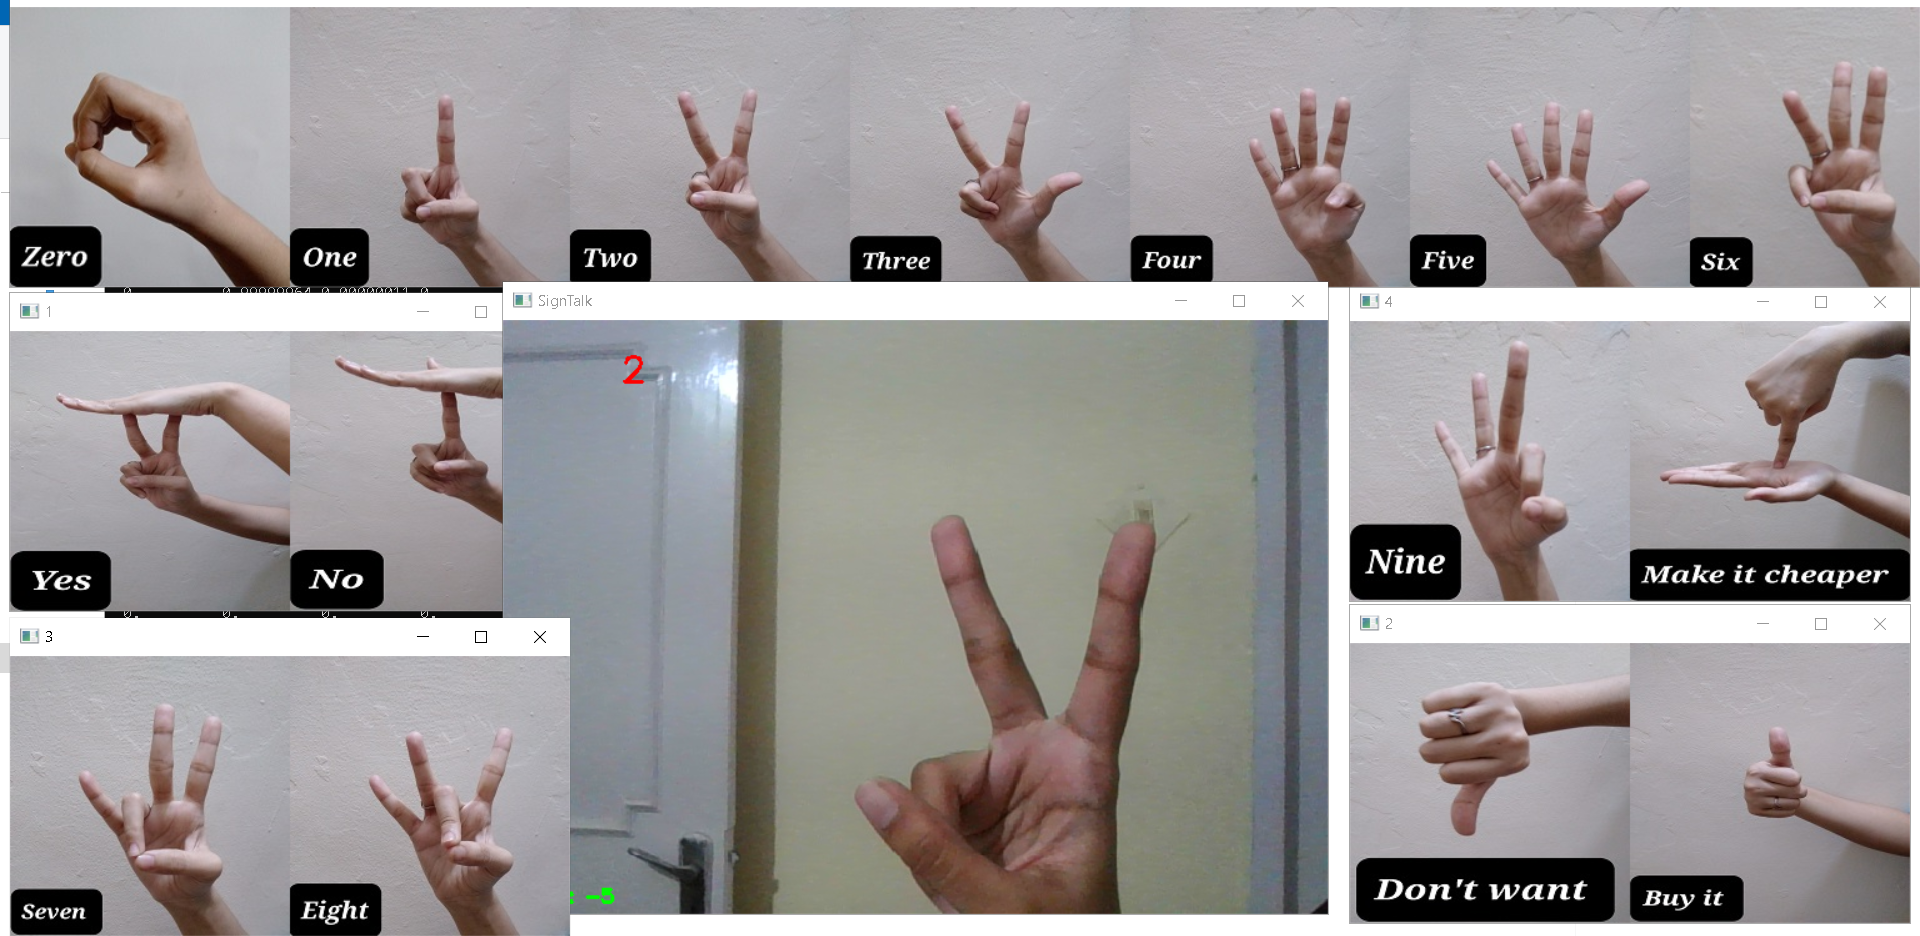 Zero
One
Two
Three
Four
Five
Six
1
SignTalk
4
2
Yes
No
Nine
Make it cheaper
3
2
Seven
Eight
-5
Don't want
Buy it